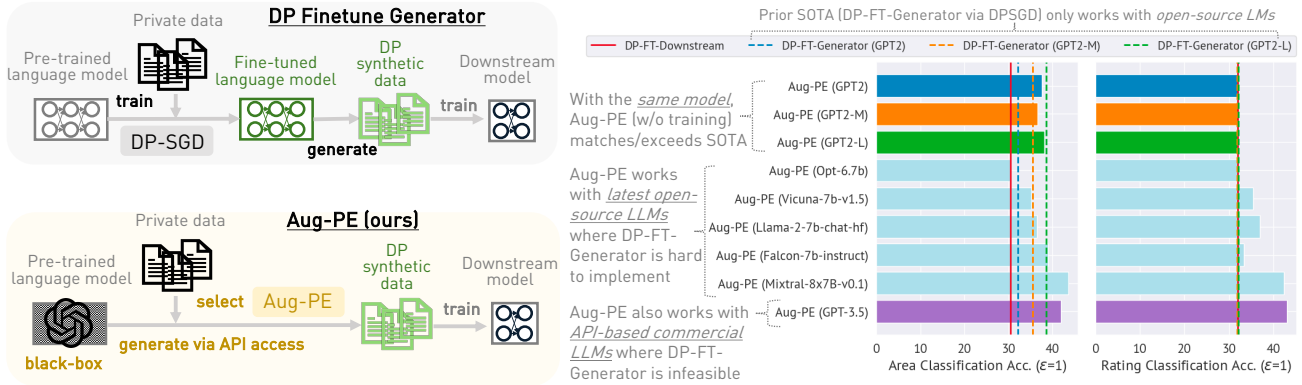 DP Finetune Generator
Private data
Pre-trained
language model
train
DP-SGD
Fine-tuned
language model
generate
DP
synthetic
data
train
Downstream
model
Aug-PE (ours)
Private data
Pre-trained
language model
black-box
select
Aug-PE
generate via API access
DP
synthetic
data
train
Downstream
model
Prior SOTA (DP-FT-Generator via DPSGD) only works with open-source LMs
DP-FT-Downstream
DP-FT-Generator (GPT2)
DP-FT-Generator (GPT2-M)
DP-FT-Generator (GPT2-L)
With the same model,
Aug-PE (w/o training)
matches/exceeds SOTA
Aug-PE works
with latest open-
source LLMs
where DP-FT-
Generator is hard
to implement
Aug-PE also works with
API-based commercial
LLMs where DP-FT-
Generator is infeasible
Aug-PE (GPT2)
Aug-PE (GPT2-M)
Aug-PE (GPT2-L)
Aug-PE (Opt-6.7b)
Aug-PE (Vicuna-7b-v1.5)
Aug-PE (Llama-2-7b-chat-hf)
Aug-PE (Falcon-7b-instruct)
Aug-PE (Mixtral-8x7B-v0.1)
Aug-PE (GPT-3.5)
0 10 20 30 40
Area Classification Acc. (ε=1)
0 10 20 30 40
Rating Classification Acc. (ε=1)